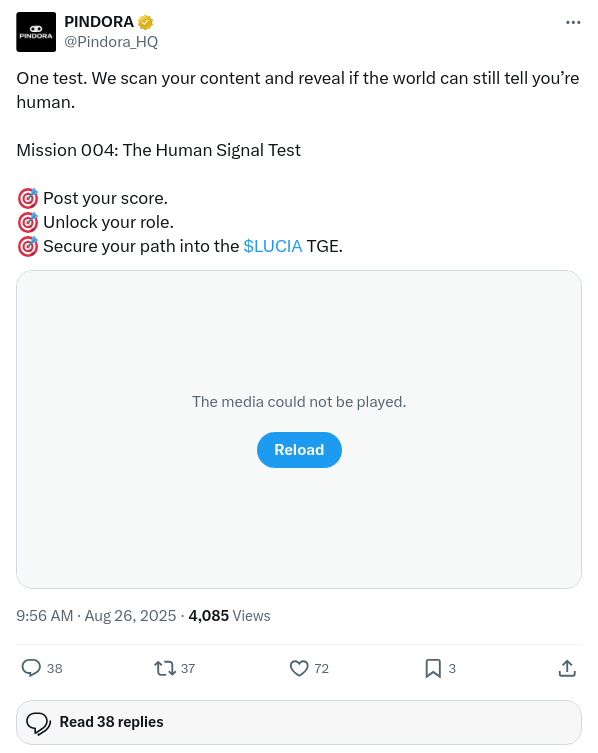 PINDORA
@Pindora_HQ
PINDORA
One test. We scan your content and reveal if the world can still tell you’re
human.
Mission 004: The Human Signal Test
🎯 Post your score.
🎯 Unlock your role.
🎯 Secure your path into the $LUCIA TGE.
The media could not be played.
Reload
9:56 AM · Aug 26, 2025 · 4,085 Views
38 37 72 3
Read 38 replies